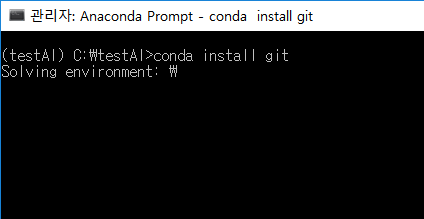 관리자: Anaconda Prompt - conda  install git
(testAI) C:₩testAI>conda install git
Solving environment: ₩